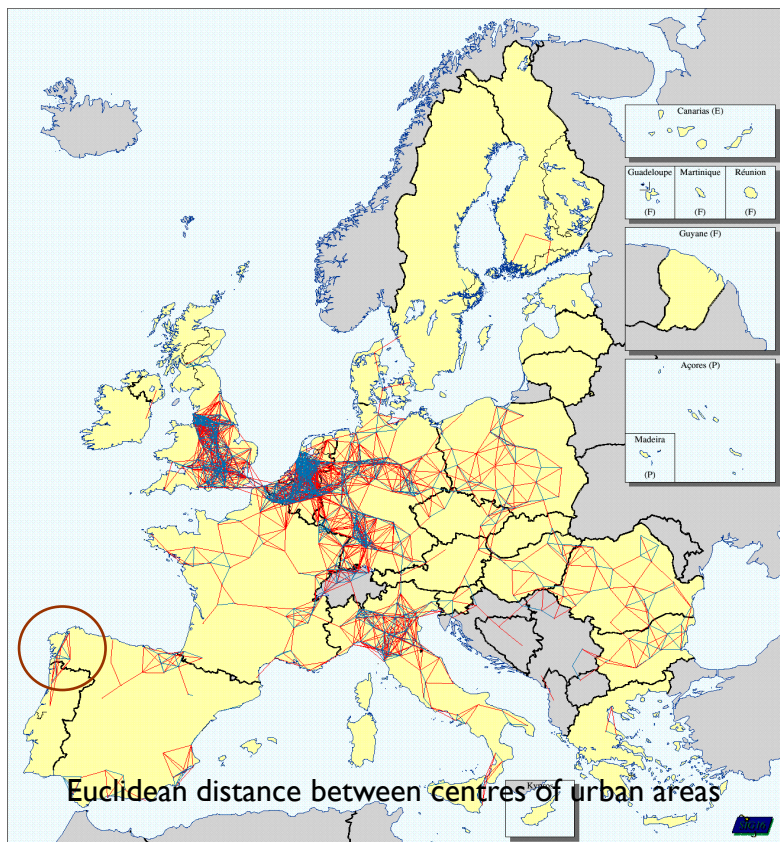 Canarias (E)
Guadeloupe Martinique Réunion
(F) (F) (F)
Guyane (F)
Açores (P)
Madeira
(P)
Euclidean distance between centres of urban areas